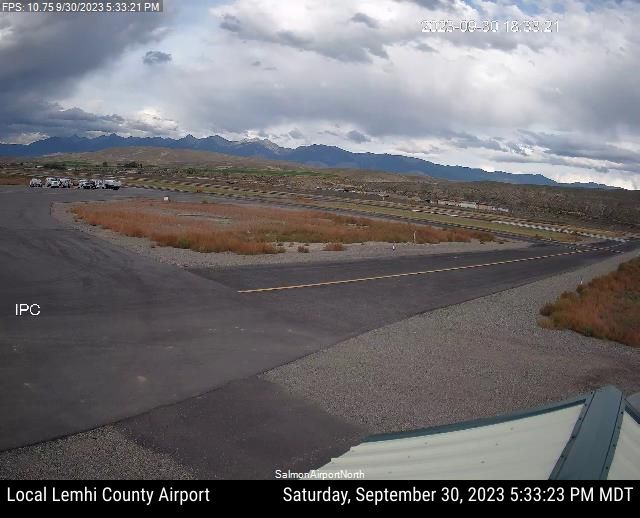 FPS: 10.75 9/30/2023 5:33:21 PM
2023-09-30 18:33:21
IPC
SalmonAirportNorth
Local Lemhi County Airport Saturday, September 30, 2023 5:33:23 PM MDT